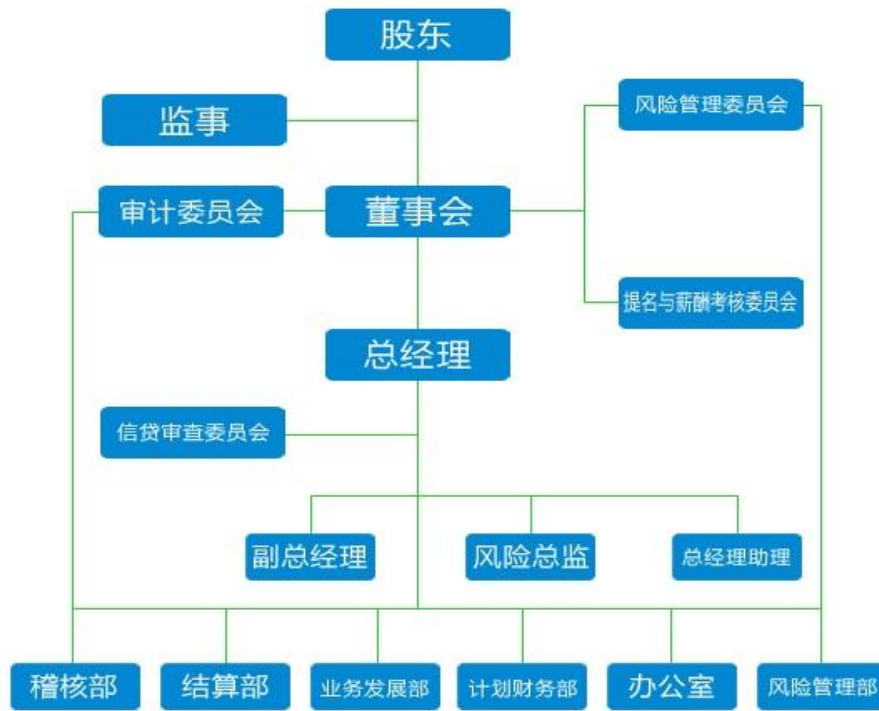 股东
监事
风险管理委员会
审计委员会
董事会
提名与薪酬考核委员会
总经理
信贷审查委员会
副总经理
风险总监
总经理助理
稽核部
结算部
业务发展部
计划财务部
办公室
风险管理部